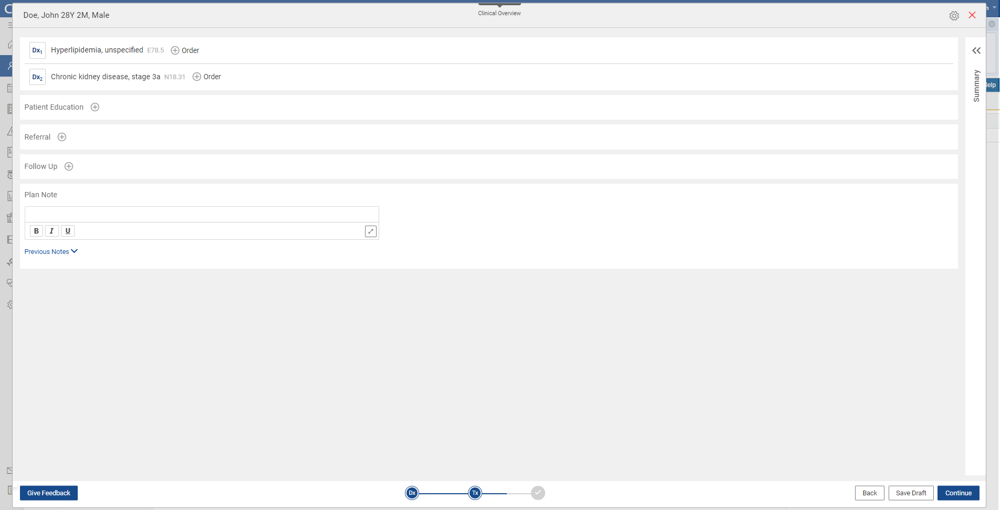 Doe, John 28Y 2M, Male
Clinical Overview
Dx1 Hyperlipidemia, unspecified E78.5 Order
Dx2 Chronic kidney disease, stage 3a N18.31 Order
Summary
Patient Education
Referral
Follow Up
Plan Note
B I U
Previous Notes
Give Feedback
Dx
Tx
Back
Save Draft
Continue